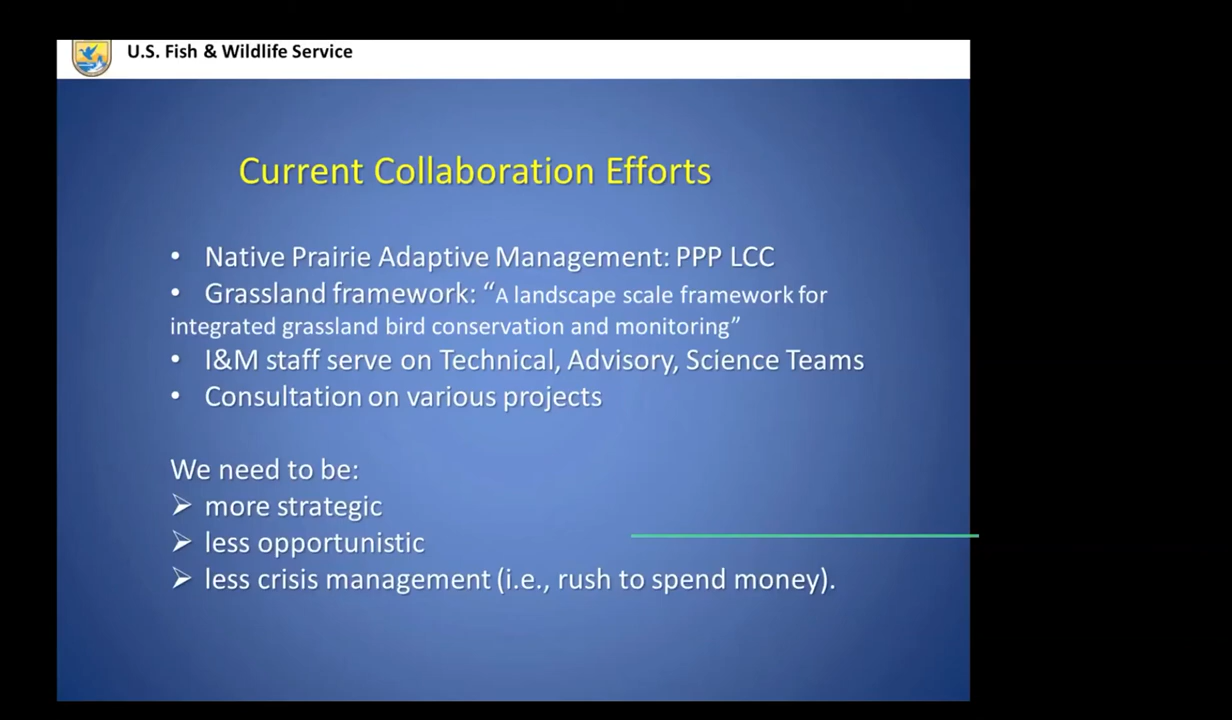 U.S. Fish & Wildlife Service
Current Collaboration Efforts
• Native Prairie Adaptive Management: PPP LCC
• Grassland framework: “A landscape scale framework for
integrated grassland bird conservation and monitoring”
• I&M staff serve on Technical, Advisory, Science Teams
• Consultation on various projects
We need to be:
➢ more strategic
➢ less opportunistic
➢ less crisis management (i.e., rush to spend money).